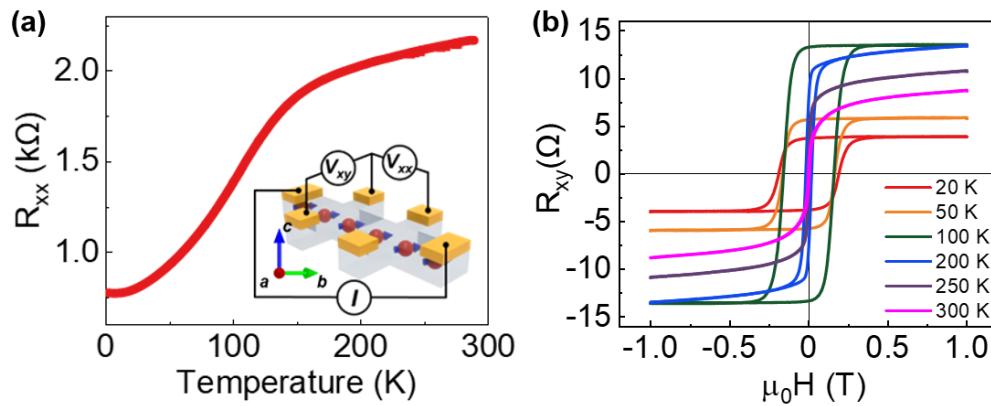 (a)
R_xx (kΩ)
2.0
1.5
1.0
0
100
200
300
Temperature (K)
V_xy
V_xx
c
a
b
I
(b)
R_xy(Ω)
15
10
5
0
-5
-10
-15
-1.0
-0.5
0
0.5
1.0
μ₀H (T)
20 K
50 K
100 K
200 K
250 K
300 K